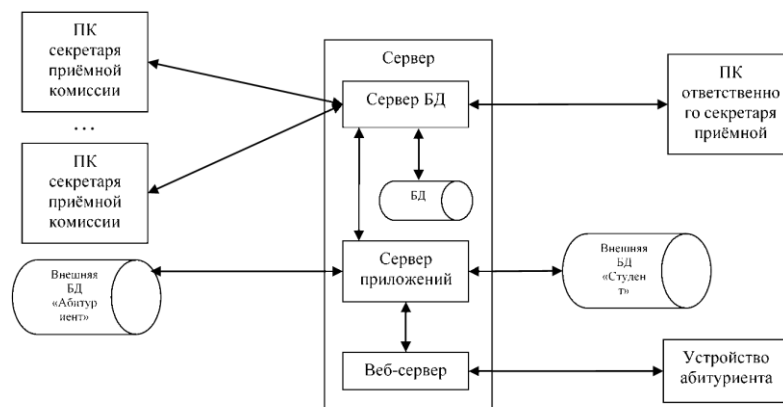 ПК
секретаря
приёмной
комиссии
…
ПК
секретаря
приёмной
комиссии
Внешняя
БД
«Абитур
иент»
Сервер
Сервер БД
БД
Сервер
приложений
Веб-сервер
ПК
ответственно
го секретаря
приёмной
Внешняя
БД
«Студен
т»
Устройство
абитуриента